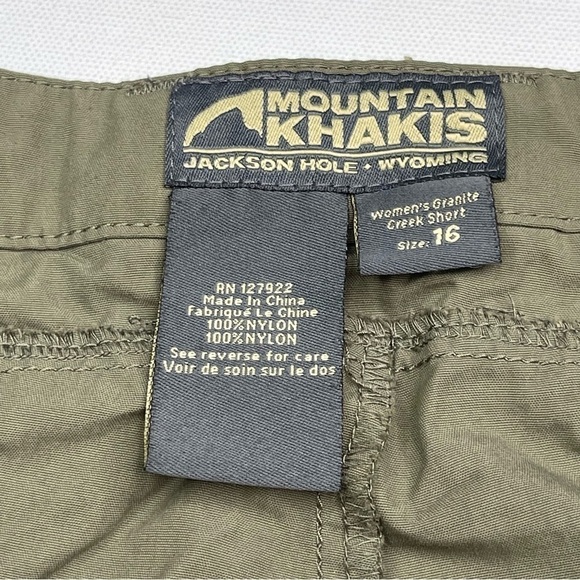 MOUNTAIN
KHAKIS
JACKSON HOLE • WYOMING
Women's Granite
Creek Short
Size: 16
RN 127922
Made In China
Fabriqué Le Chine
100%NYLON
100%NYLON
See reverse for care
Voir de soin sur le dos